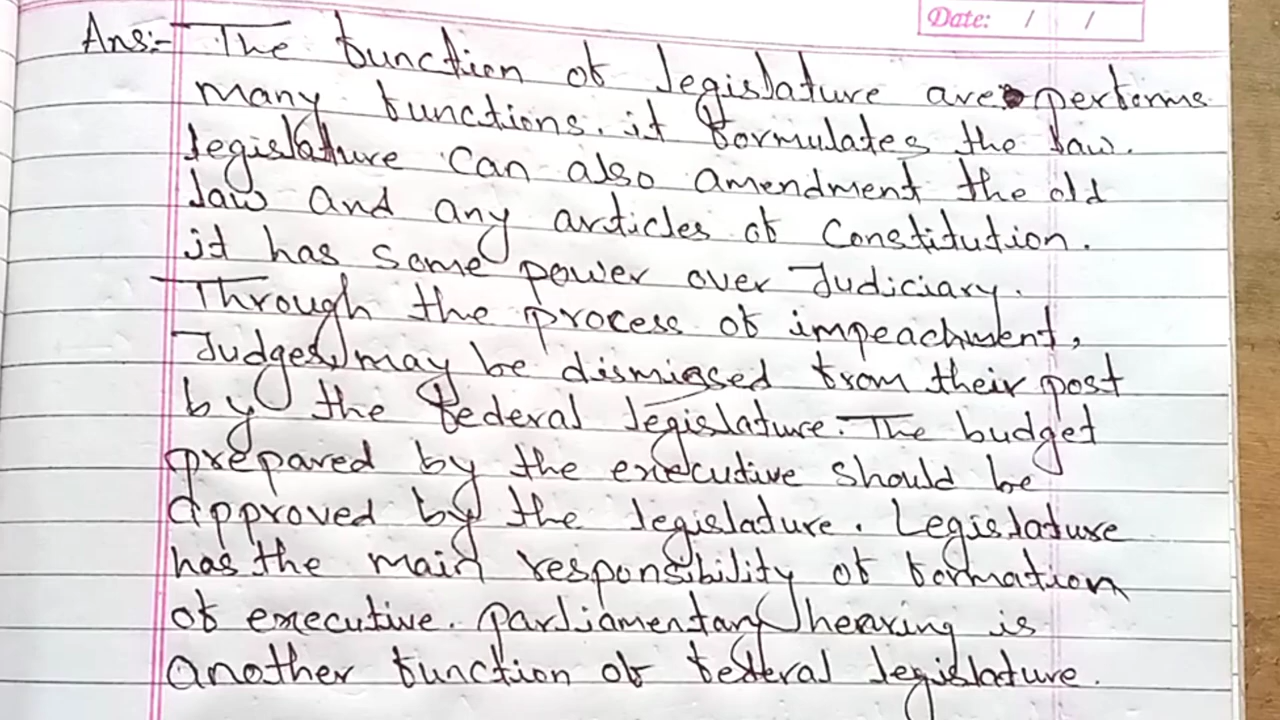 Date: / /
Ans:- The function of legislature are performs
many functions. it formulates the law.
legislature can also amendment the old
law and any articles of constitution.
it has some power over Judiciary.
Through the process of impeachment,
Judges, may be dismissed from their post
by the federal legislature. The budget
prepared by the executive should be
approved by the legislature. Legislature
has the main responsibility of formation
of executive. parliamentary hearing is
another function of federal legislature.